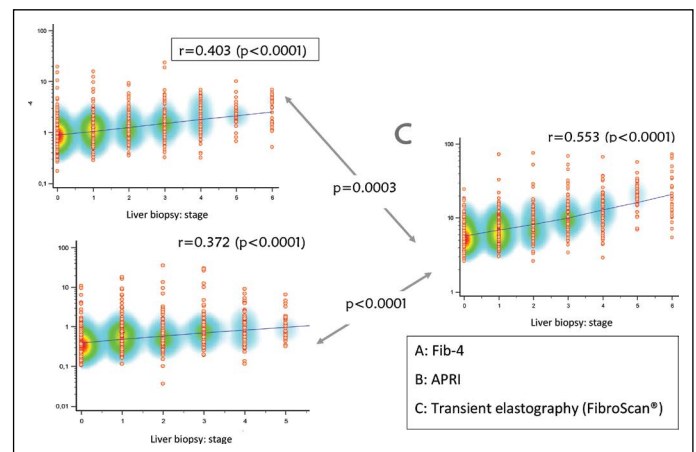 100
10
1
0,1
-4
r=0.403 (p<0.0001)
0 1 2 3 4 5 6
Liver biopsy: stage
p=0.0003
C
r=0.553 (p<0.0001)
100
10
1
0 1 2 3 4 5 6
Liver biopsy: stage
r=0.372 (p<0.0001)
100
10
1
0,1
0,01
0 1 2 3 4 5
Liver biopsy: stage
p<0.0001
A: Fib-4
B: APRI
C: Transient elastography (FibroScan®)